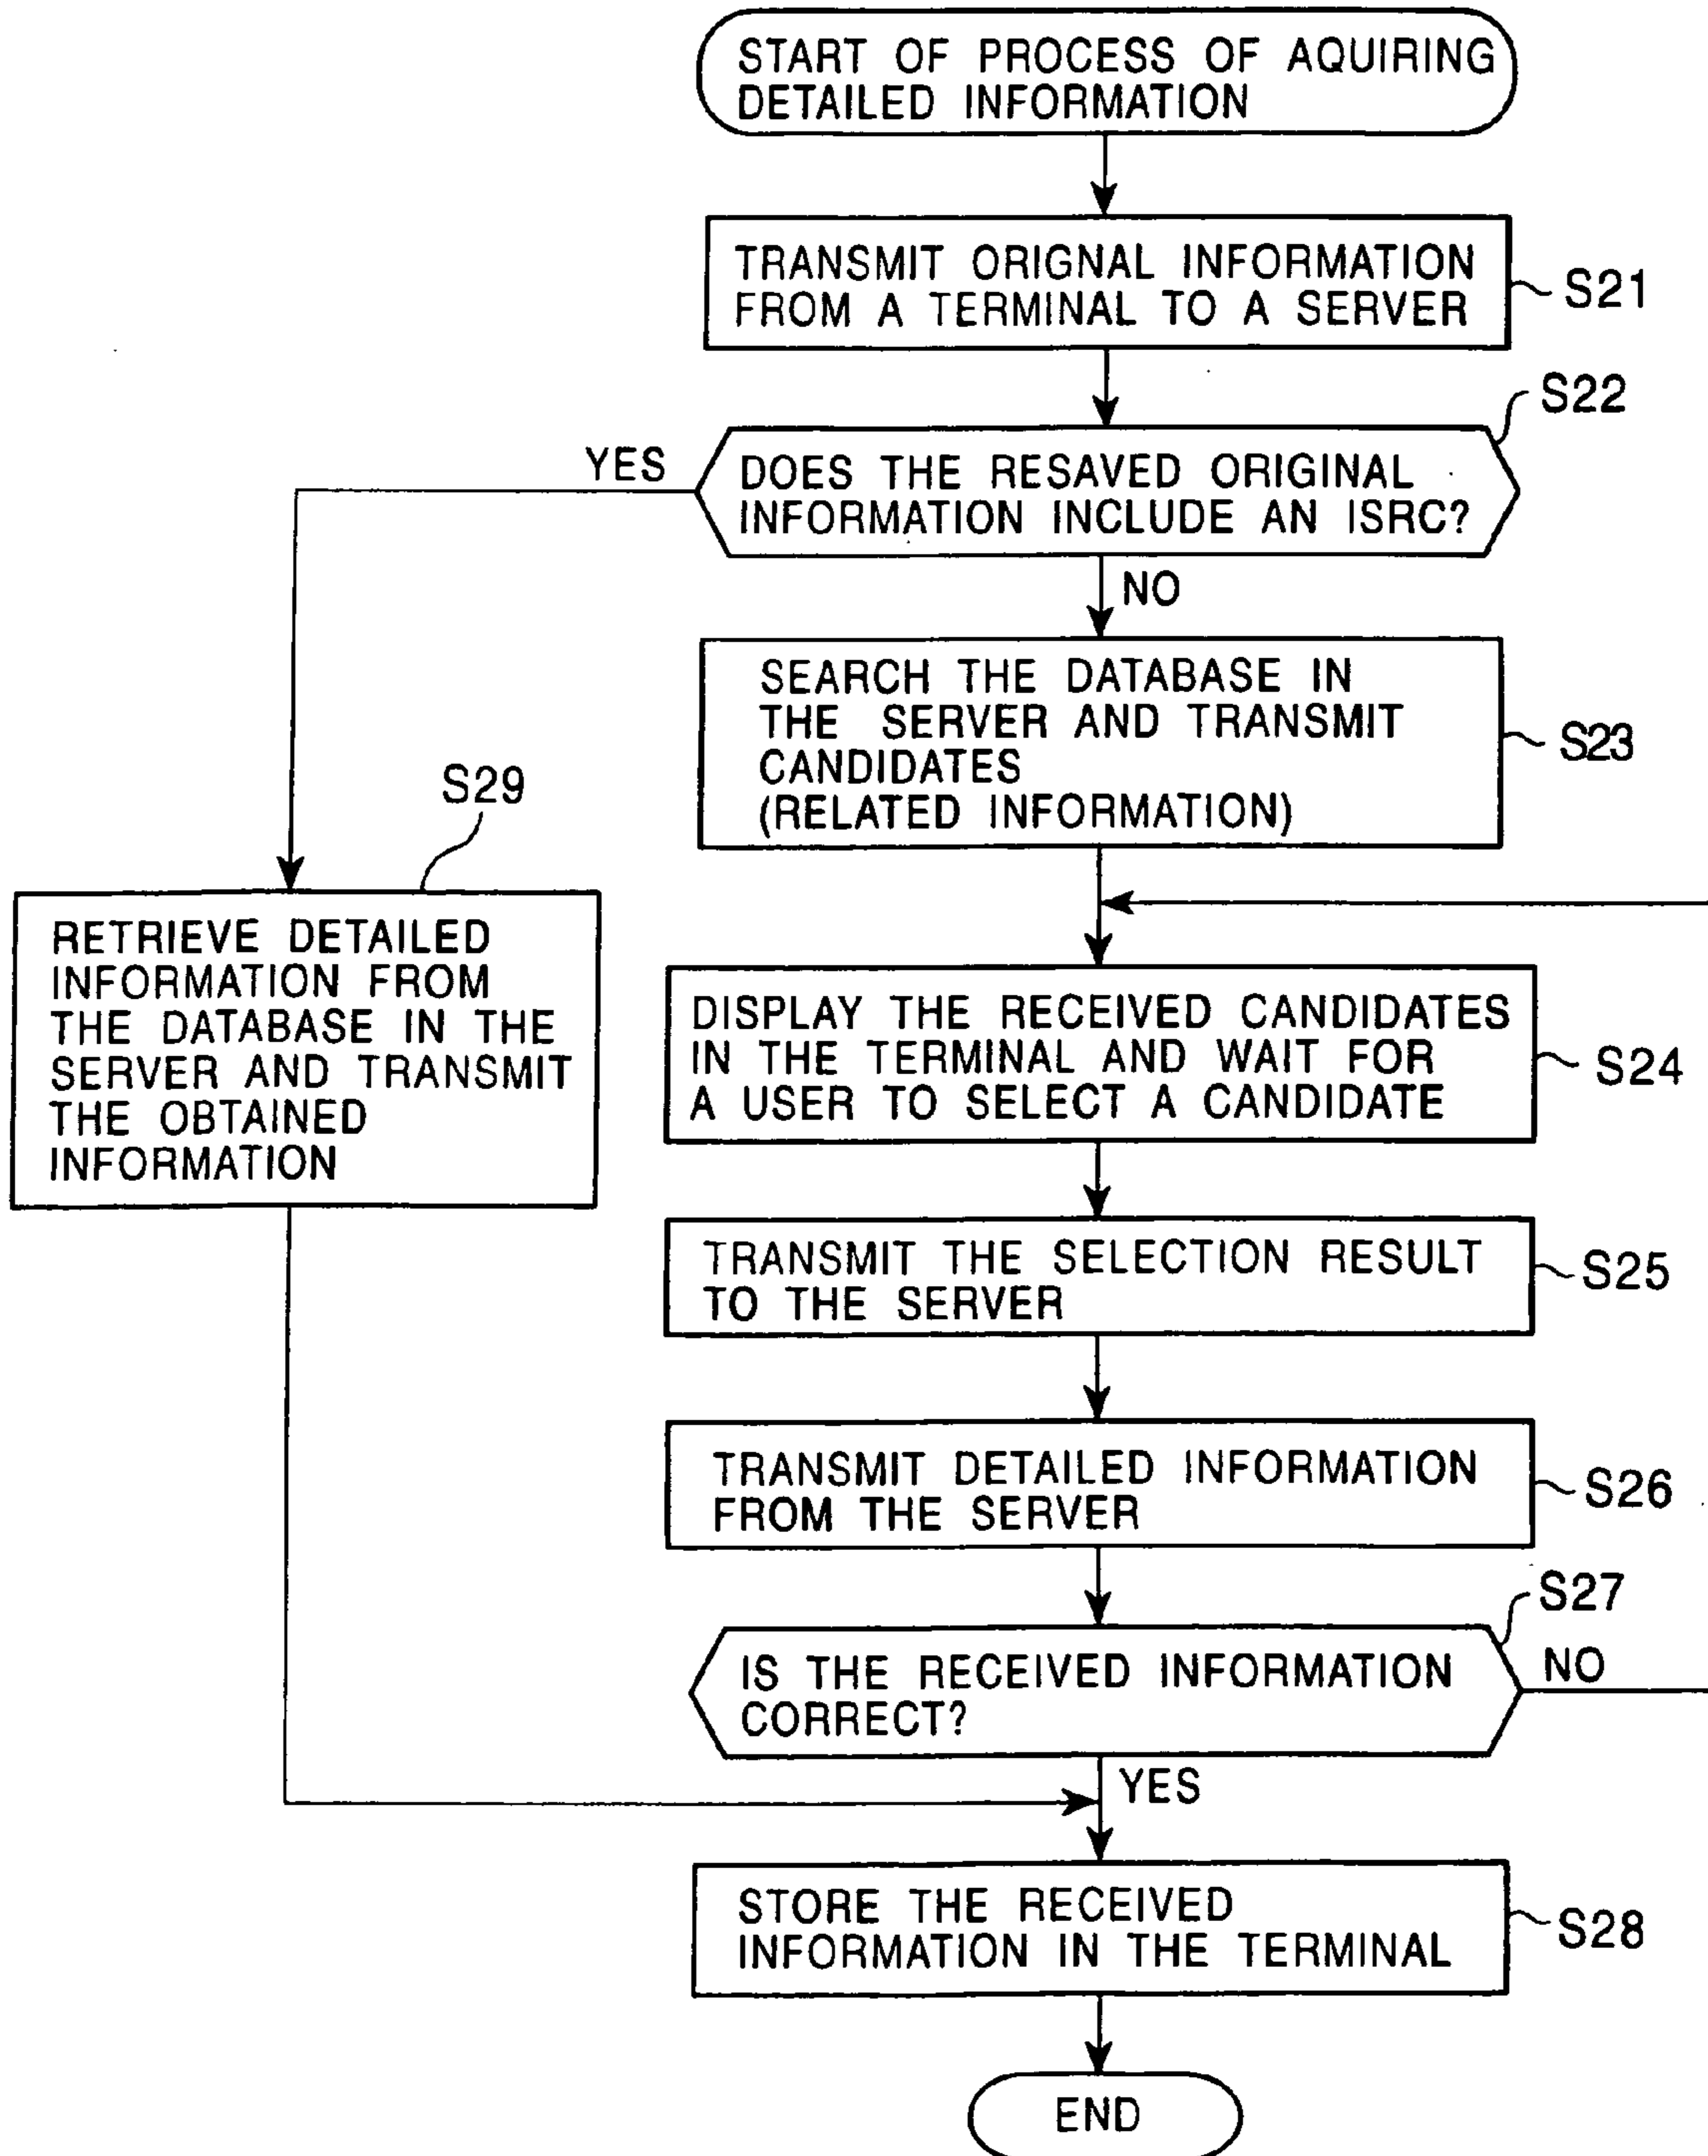 START OF PROCESS OF AQUIRING
DETAILED INFORMATION
TRANSMIT ORIGNAL INFORMATION
FROM A TERMINAL TO A SERVER
S21
S22
YES
DOES THE RESAVED ORIGINAL
INFORMATION INCLUDE AN ISRC?
NO
SEARCH THE DATABASE IN
THE SERVER AND TRANSMIT
CANDIDATES
(RELATED INFORMATION)
S23
S29
RETRIEVE DETAILED
INFORMATION FROM
THE DATABASE IN THE
SERVER AND TRANSMIT
THE OBTAINED
INFORMATION
DISPLAY THE RECEIVED CANDIDATES
IN THE TERMINAL AND WAIT FOR
A USER TO SELECT A CANDIDATE
S24
TRANSMIT THE SELECTION RESULT
TO THE SERVER
S25
TRANSMIT DETAILED INFORMATION
FROM THE SERVER
S26
S27
IS THE RECEIVED INFORMATION
CORRECT?
NO
YES
STORE THE RECEIVED
INFORMATION IN THE TERMINAL
S28
END